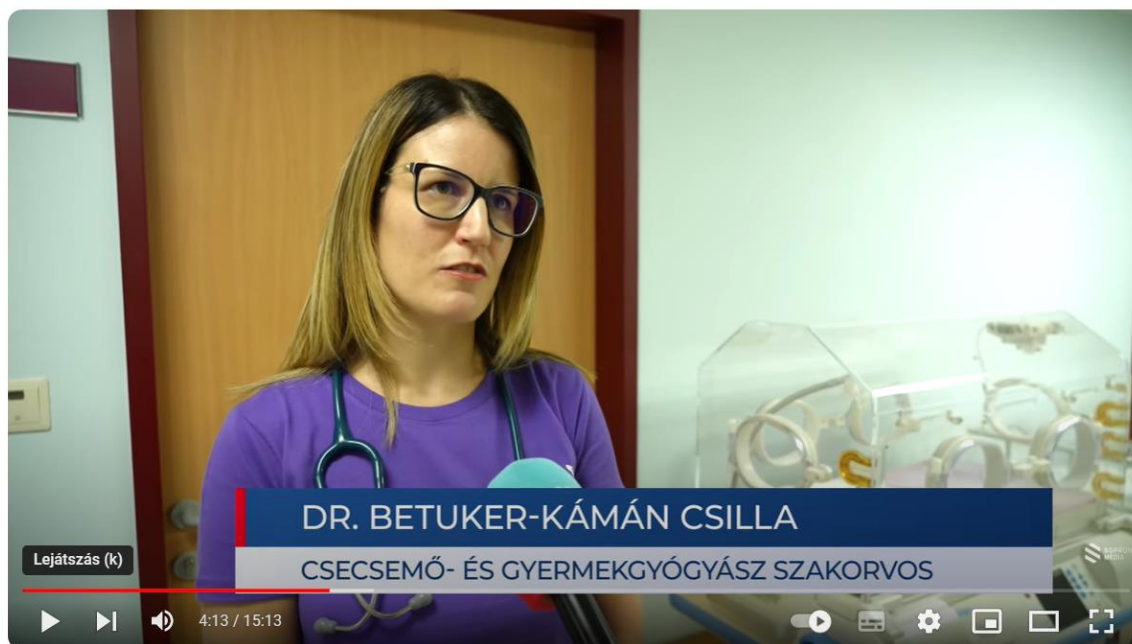 DR. BETUKER-KÁMÁN CSILLA
CSECSEMŐ- ÉS GYERMEKGYÓGYÁSZ SZAKORVOS
Lejátszás (k)
4:13 / 15:13